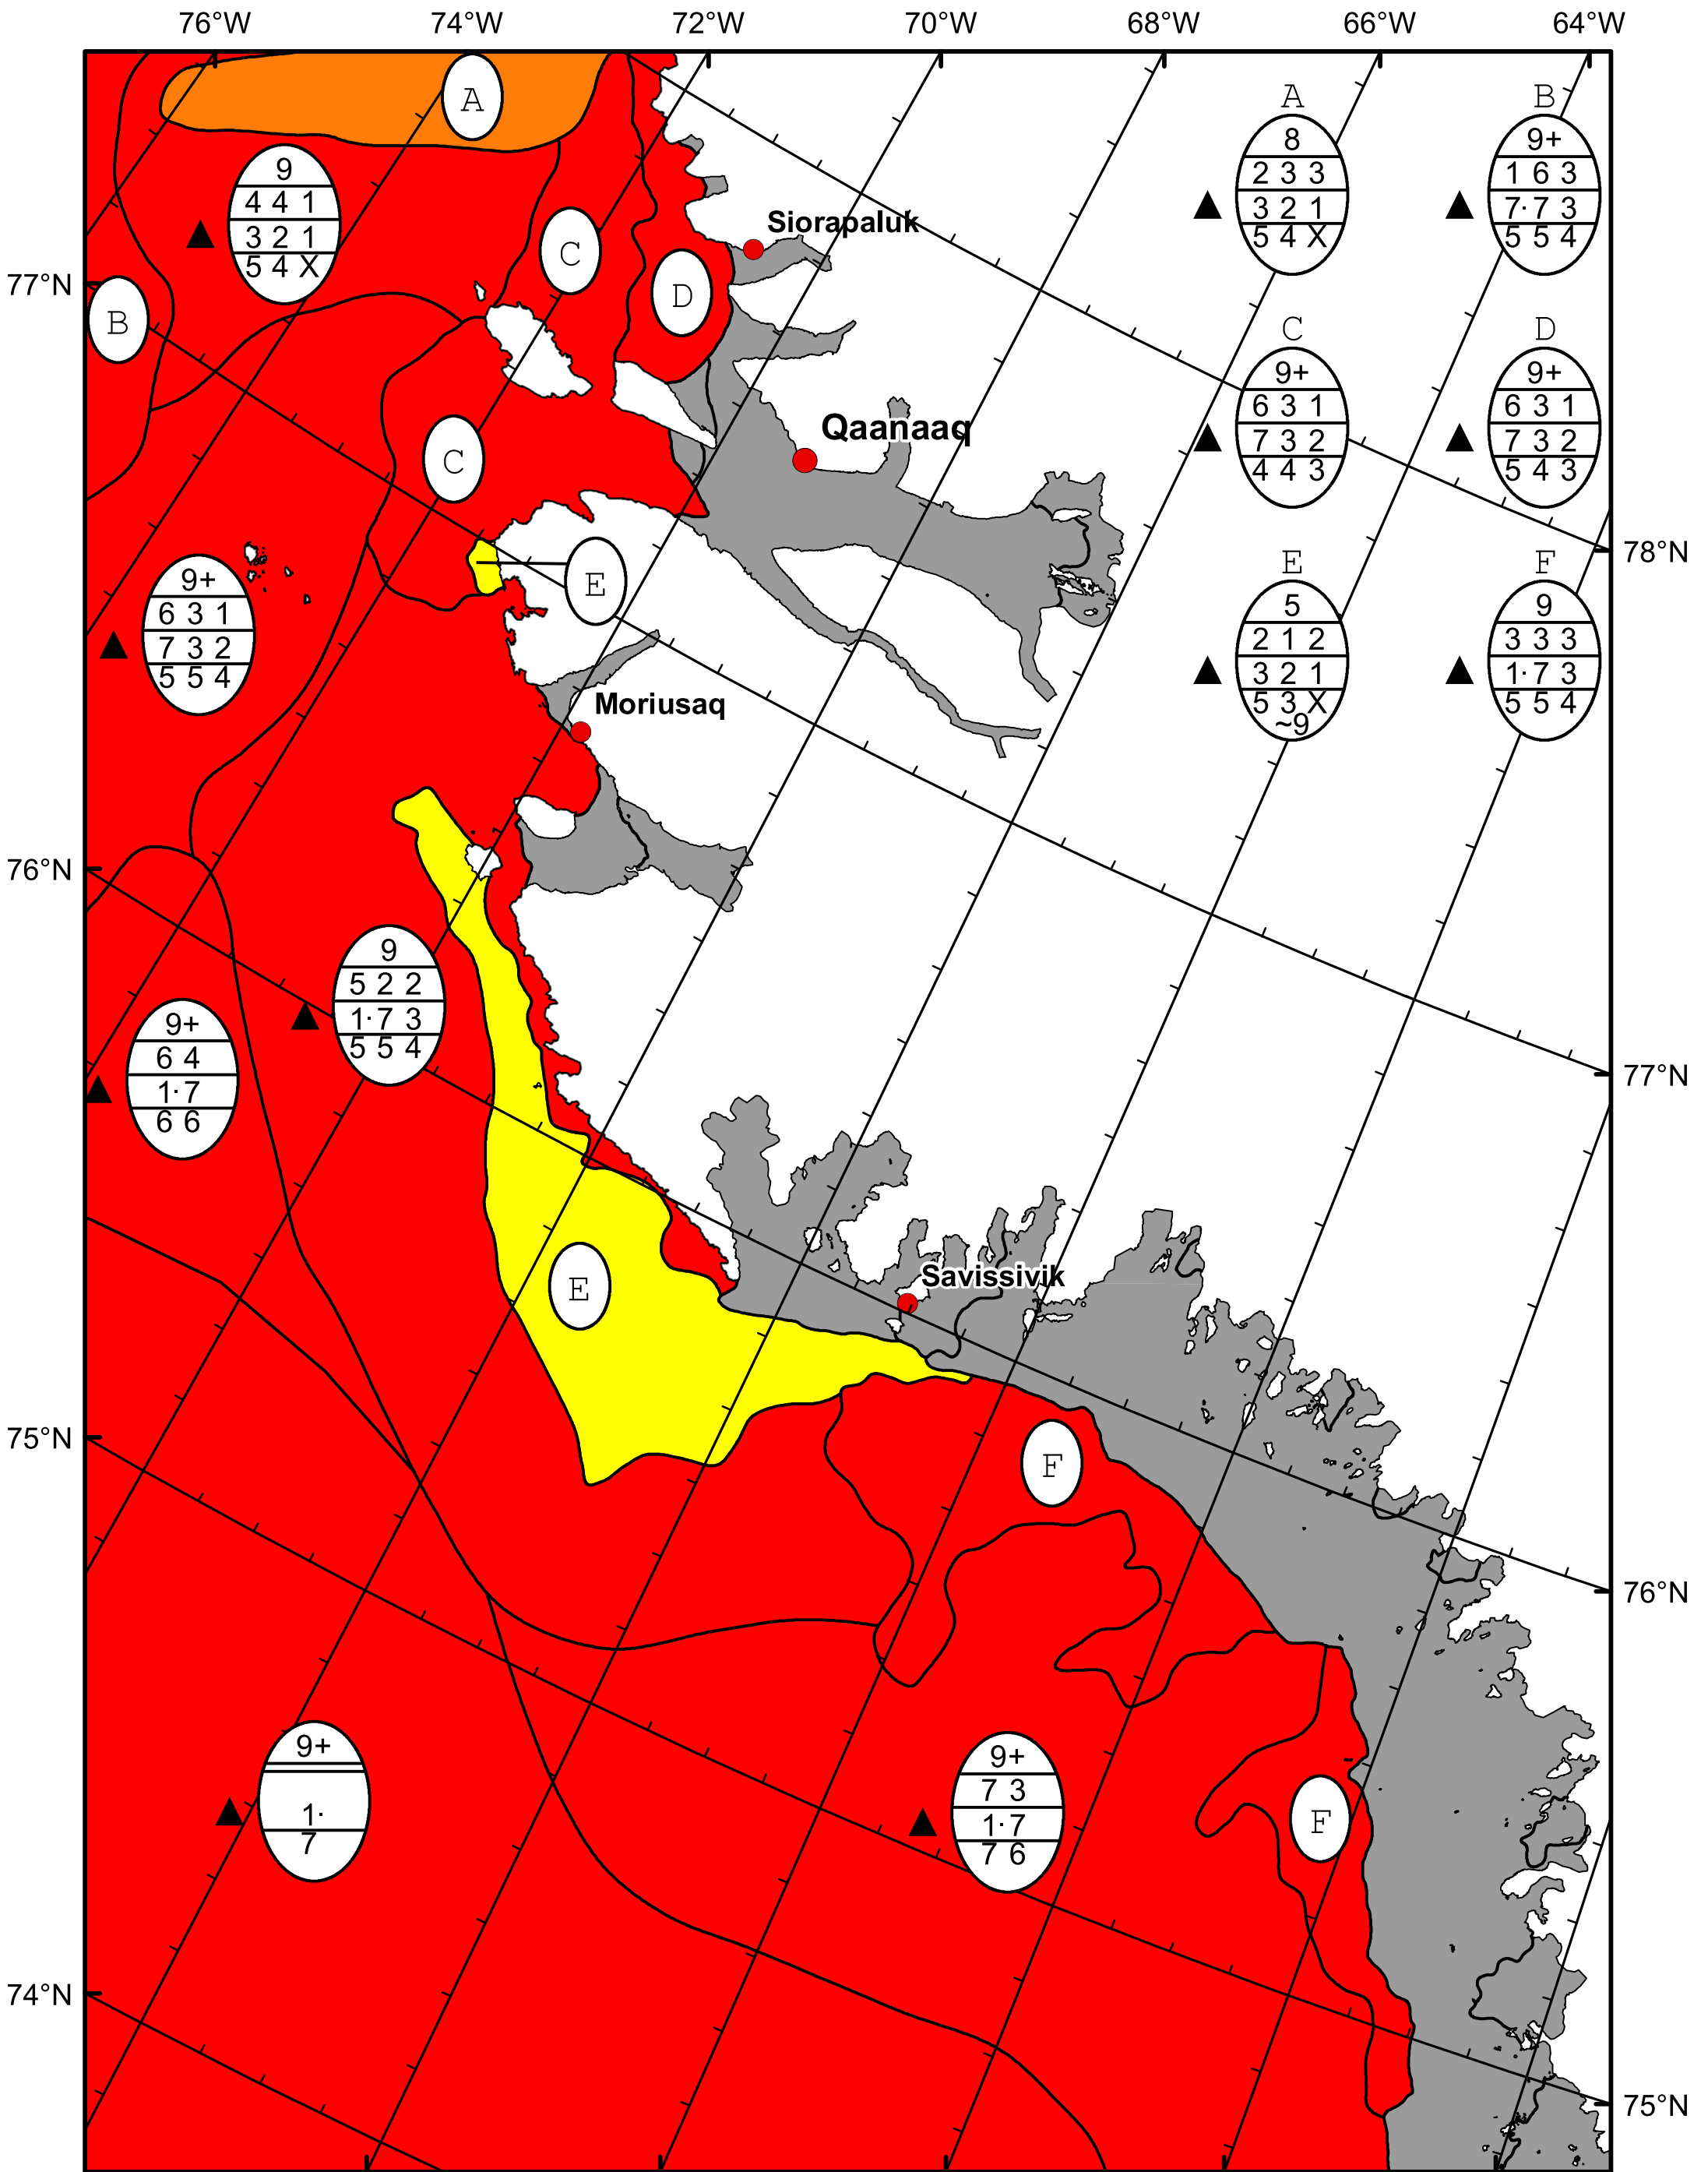 76°W 74°W 72°W 70°W 68°W 66°W 64°W
A
A
8
2 3 3
3 2 1
5 4 X
B
9+
1 6 3
7· 7 3
5 5 4
9
4 4 1
3 2 1
5 4 X
Siorapaluk
C
D
77°N
B
C
9+
6 3 1
7 3 2
4 4 3
D
9+
6 3 1
7 3 2
5 4 3
Qaanaaq
C
78°N
E
E
5
2 1 2
3 2 1
5 3 X
~9
F
9
3 3 3
1· 7 3
5 5 4
9+
6 3 1
7 3 2
5 5 4
Moriusaq
76°N
9
5 2 2
1· 7 3
5 5 4
9+
6 4
1· 7
6 6
77°N
E
Savissivik
75°N
F
76°N
9+
1·
7
9+
7 3
1· 7
7 6
F
74°N
75°N